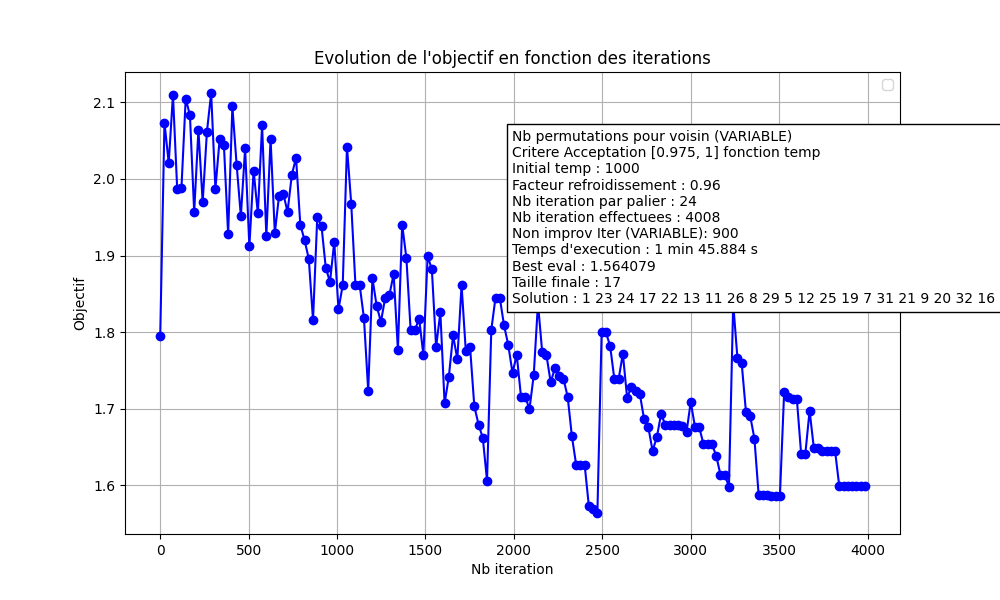 Evolution de l'objectif en fonction des iterations
2.1
2.0
1.9
1.8
1.7
1.6
Objectif
Nb permutations pour voisin (VARIABLE)
Critere Acceptation [0.975, 1] fonction temp
Initial temp : 1000
Facteur refroidissement : 0.96
Nb iteration par palier : 24
Nb iteration effectuees : 4008
Non improv Iter (VARIABLE): 900
Temps d'execution : 1 min 45.884 s
Best eval : 1.564079
Taille finale : 17
Solution : 1 23 24 17 22 13 11 26 8 29 5 12 25 19 7 31 21 9 20 32 16
0 500 1000 1500 2000 2500 3000 3500 4000
Nb iteration